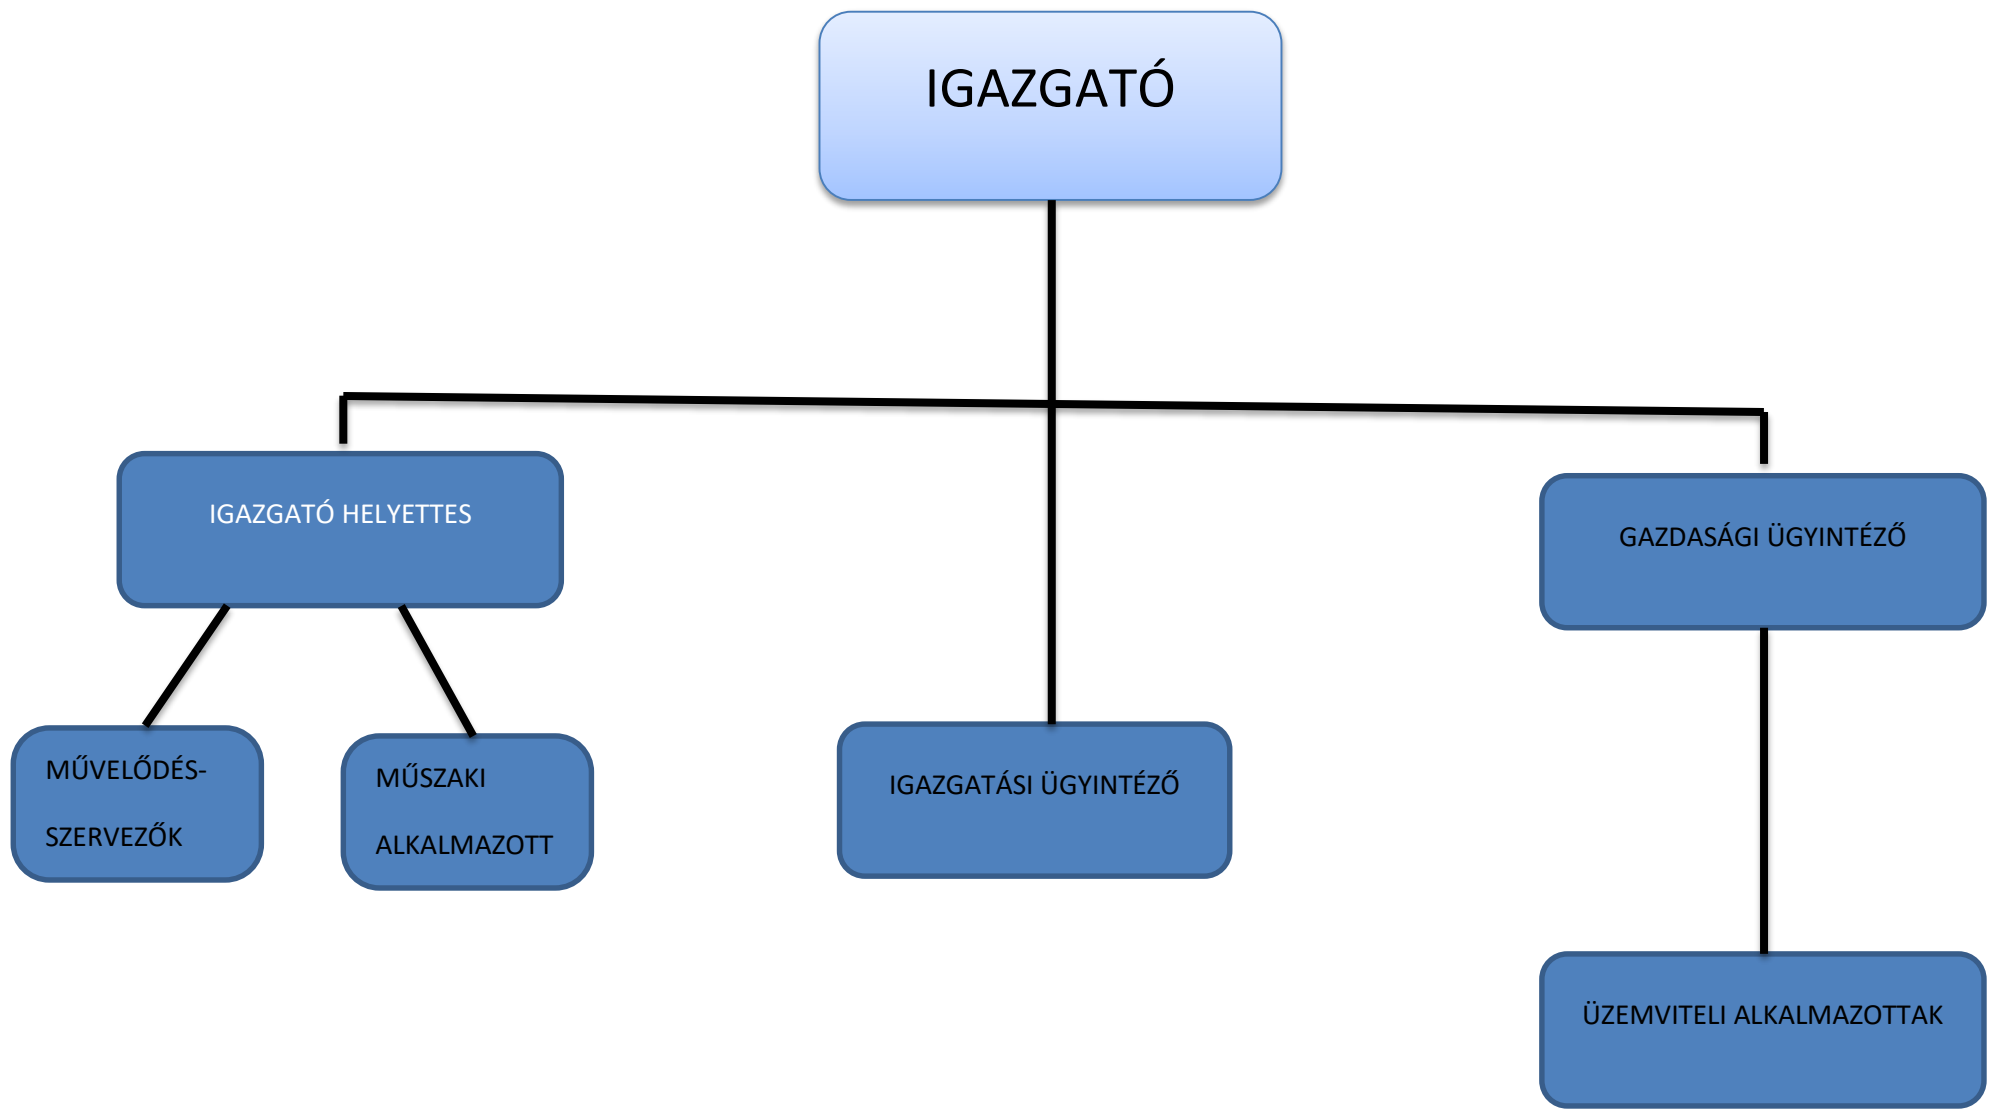 IGAZGATÓ
IGAZGATÓ HELYETTES
GAZDASÁGI ÜGYINTÉZŐ
MŰVELŐDÉS-
SZERVEZŐK
MŰSZAKI
ALKALMAZOTT
IGAZGATÁSI ÜGYINTÉZŐ
ÜZEMVITELI ALKALMAZOTTAK